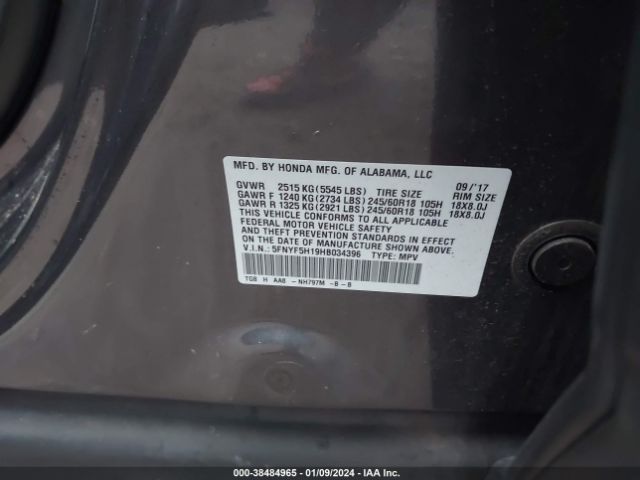 MFD. BY HONDA MFG. OF ALABAMA, LLC
GVWR 2515 KG(5545 LBS) TIRE SIZE 09/'17 RIM SIZE
GAWR F 1240 KG(2734 LBS) 245/60R18 105H 18X8.0J
GAWR R 1325 KG(2921 LBS) 245/60R18 105H 18X8.0J
THIS VEHICLE CONFORMS TO ALL APPLICABLE
FEDERAL MOTOR VEHICLE SAFETY, BUMPER,
AND THEFT PREVENTION STANDARDS IN EFFECT
ON THE DATE OF MANUFACTURE SHOWN ABOVE.
V.I.N.: 5FNYF5H19HB034396 TYPE: MPV
TG8 H AA8 -NH797M -B -B
000-38484965 - 01/09/2024 - IAA Inc.